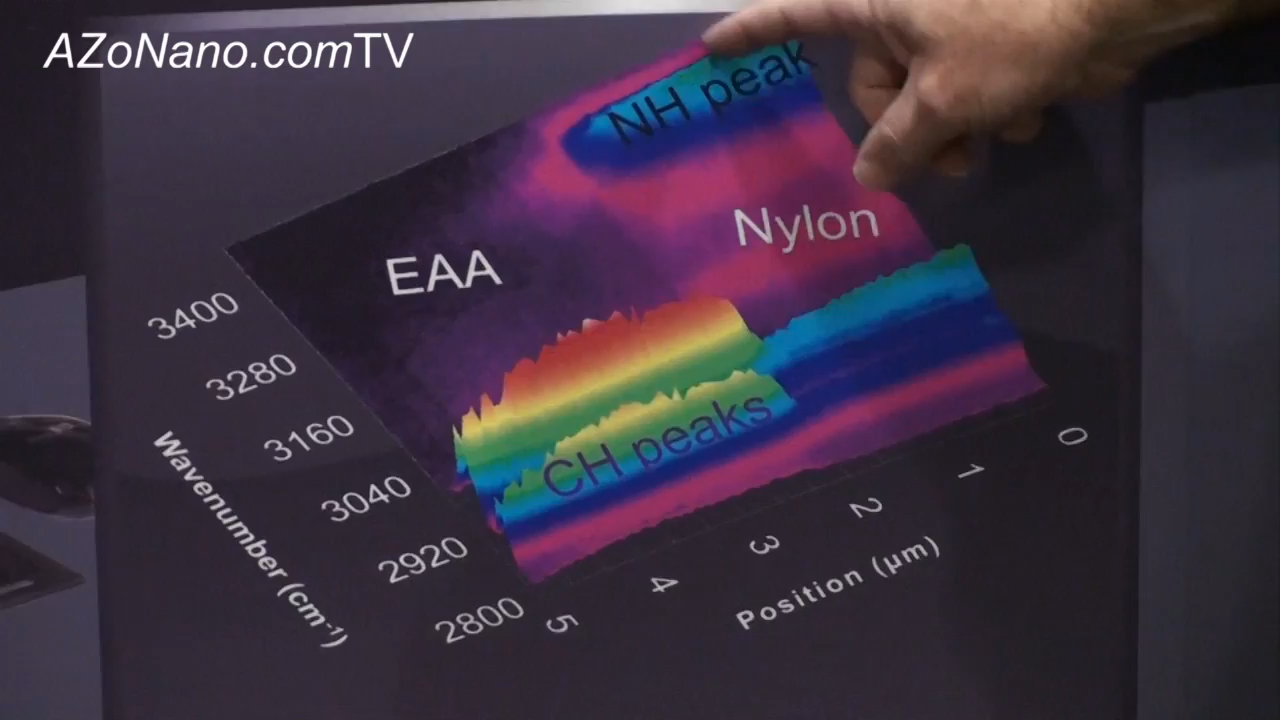 AZoNano.comTV
NH peak
Nylon
EAA
CH peaks
3400
3280
3160
3040
2920
2800
Wavenumber (cm-¹)
5
4
3
2
1
0
Position (µm)